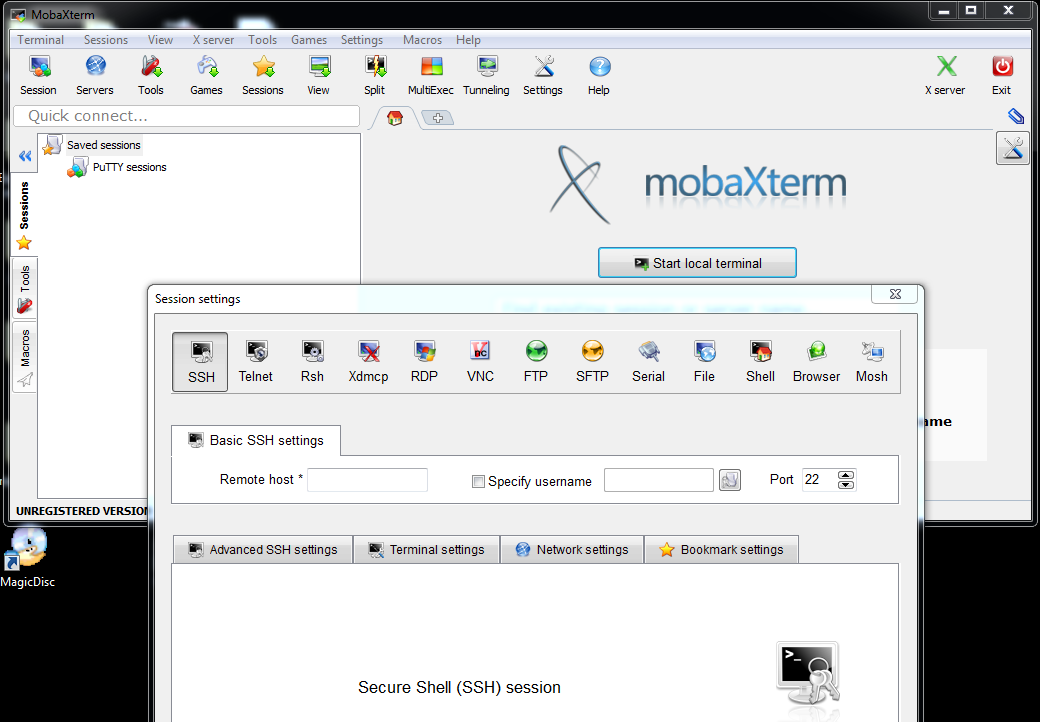 MobaXterm
Terminal Sessions View X server Tools Games Settings Macros Help
Session Servers Tools Games Sessions View Split MultiExec Tunneling Settings Help X server Exit
Quick connect...
Saved sessions
PuTTY sessions
Sessions
Tools
Macros
mobaXterm
Start local terminal
Session settings
SSH Telnet Rsh Xdmcp RDP VNC FTP SFTP Serial File Shell Browser Mosh
Basic SSH settings
Remote host * Specify username Port 22
UNREGISTERED VERSION
Advanced SSH settings Terminal settings Network settings Bookmark settings
MagicDisc
Secure Shell (SSH) session